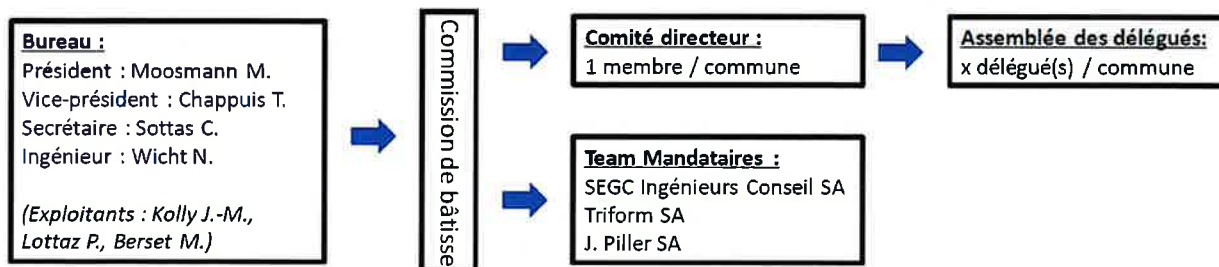 Bureau :
Président : Moosmann M.
Vice-président : Chappuis T.
Secrétaire : Sottas C.
Ingénieur : Wicht N.
(Exploitants : Kolly J.-M.,
Lottaz P., Berset M.)
Commission de bâtisse
Comité directeur :
1 membre / commune
Assemblée des délégués:
x délégué(s) / commune
Team Mandataires :
SEGC Ingénieurs Conseil SA
Triform SA
J. Piller SA